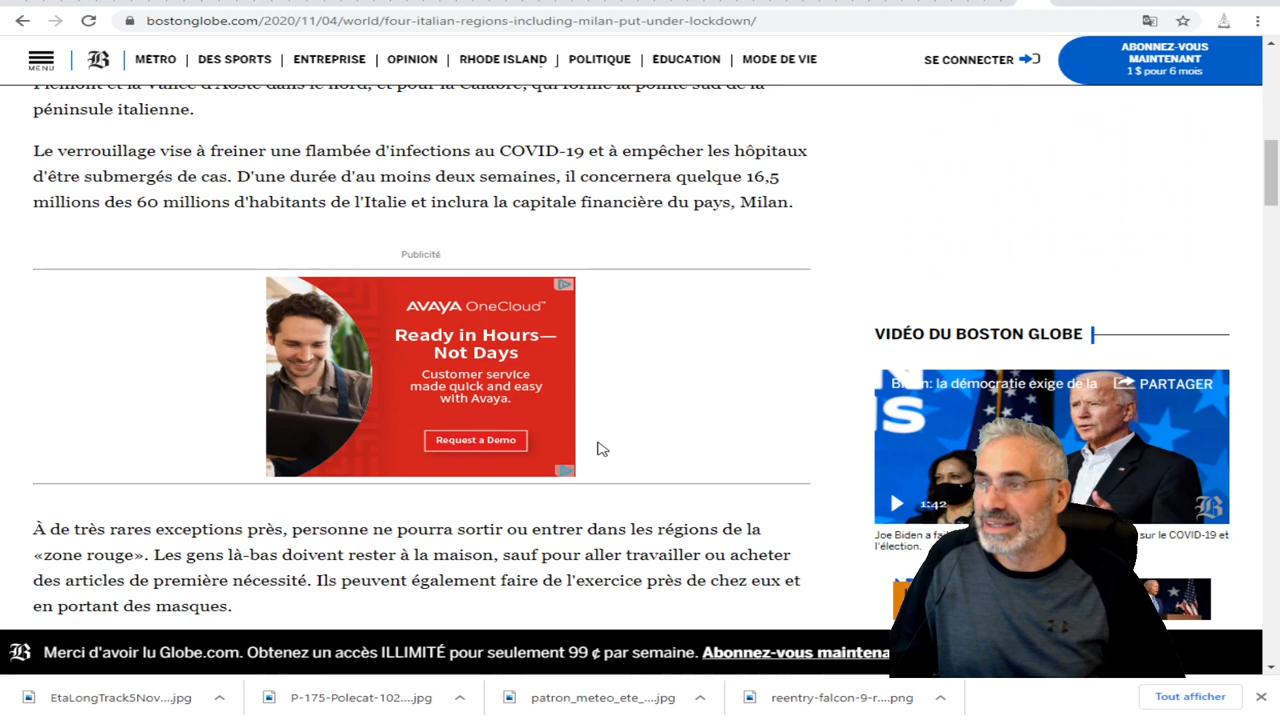 bostonglobe.com/2020/11/04/world/four-italian-regions-including-milan-put-under-lockdown/
MENU
B
MÉTRO | DES SPORTS | ENTREPRISE | OPINION | RHODE ISLAND | POLITIQUE | ÉDUCATION | MODE DE VIE
SE CONNECTER
ABONNEZ-VOUS
MAINTENANT
1 $ pour 6 mois
Piémont et la Vallée d'Aoste dans le nord, et pour la Calabre, qui forme la pointe sud de la
péninsule italienne.
Le verrouillage vise à freiner une flambée d'infections au COVID-19 et à empêcher les hôpitaux
d'être submergés de cas. D'une durée d'au moins deux semaines, il concernera quelque 16,5
millions des 60 millions d'habitants de l'Italie et inclura la capitale financière du pays, Milan.
Publicité
AVAYA OneCloud™
Ready in Hours—
Not Days
Customer service
made quick and easy
with Avaya.
Request a Demo
VIDÉO DU BOSTON GLOBE
Biden: la démocratie exige de la
PARTAGER
1:42
B
Joe Biden a fa
sur le COVID-19 et
l'élection.
À de très rares exceptions près, personne ne pourra sortir ou entrer dans les régions de la
«zone rouge». Les gens là-bas doivent rester à la maison, sauf pour aller travailler ou acheter
des articles de première nécessité. Ils peuvent également faire de l'exercice près de chez eux et
en portant des masques.
B Merci d'avoir lu Globe.com. Obtenez un accès ILLIMITÉ pour seulement 99 ¢ par semaine. Abonnez-vous maintena
EtaLongTrack5Nov....jpg
P-175-Polecat-102....jpg
patron_meteo_ete_....jpg
reentry-falcon-9-r....png
Tout afficher